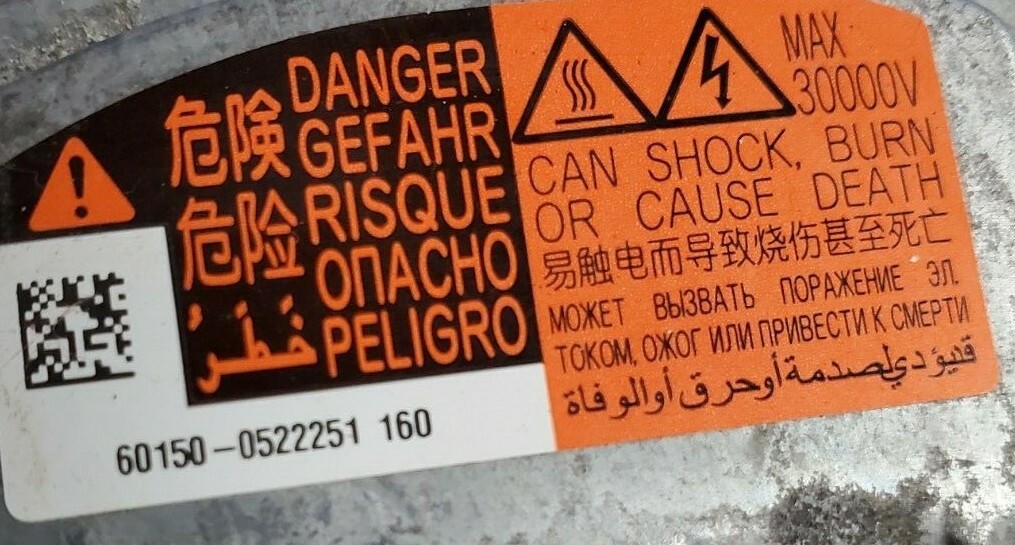 危険
危险
خَطَر
DANGER
GEFAHR
RISQUE
ОПАСНО
PELIGRO
60150-0522251 160
MAX
30000V
CAN SHOCK, BURN
OR CAUSE DEATH
易触电而导致烧伤甚至死亡
МОЖЕТ ВЫЗВАТЬ ПОРАЖЕНИЕ ЭЛ.
ТОКОМ, ОЖОГ ИЛИ ПРИВЕСТИ К СМЕРТИ
قديؤدي لصدمة أوحرق أوالوفاة